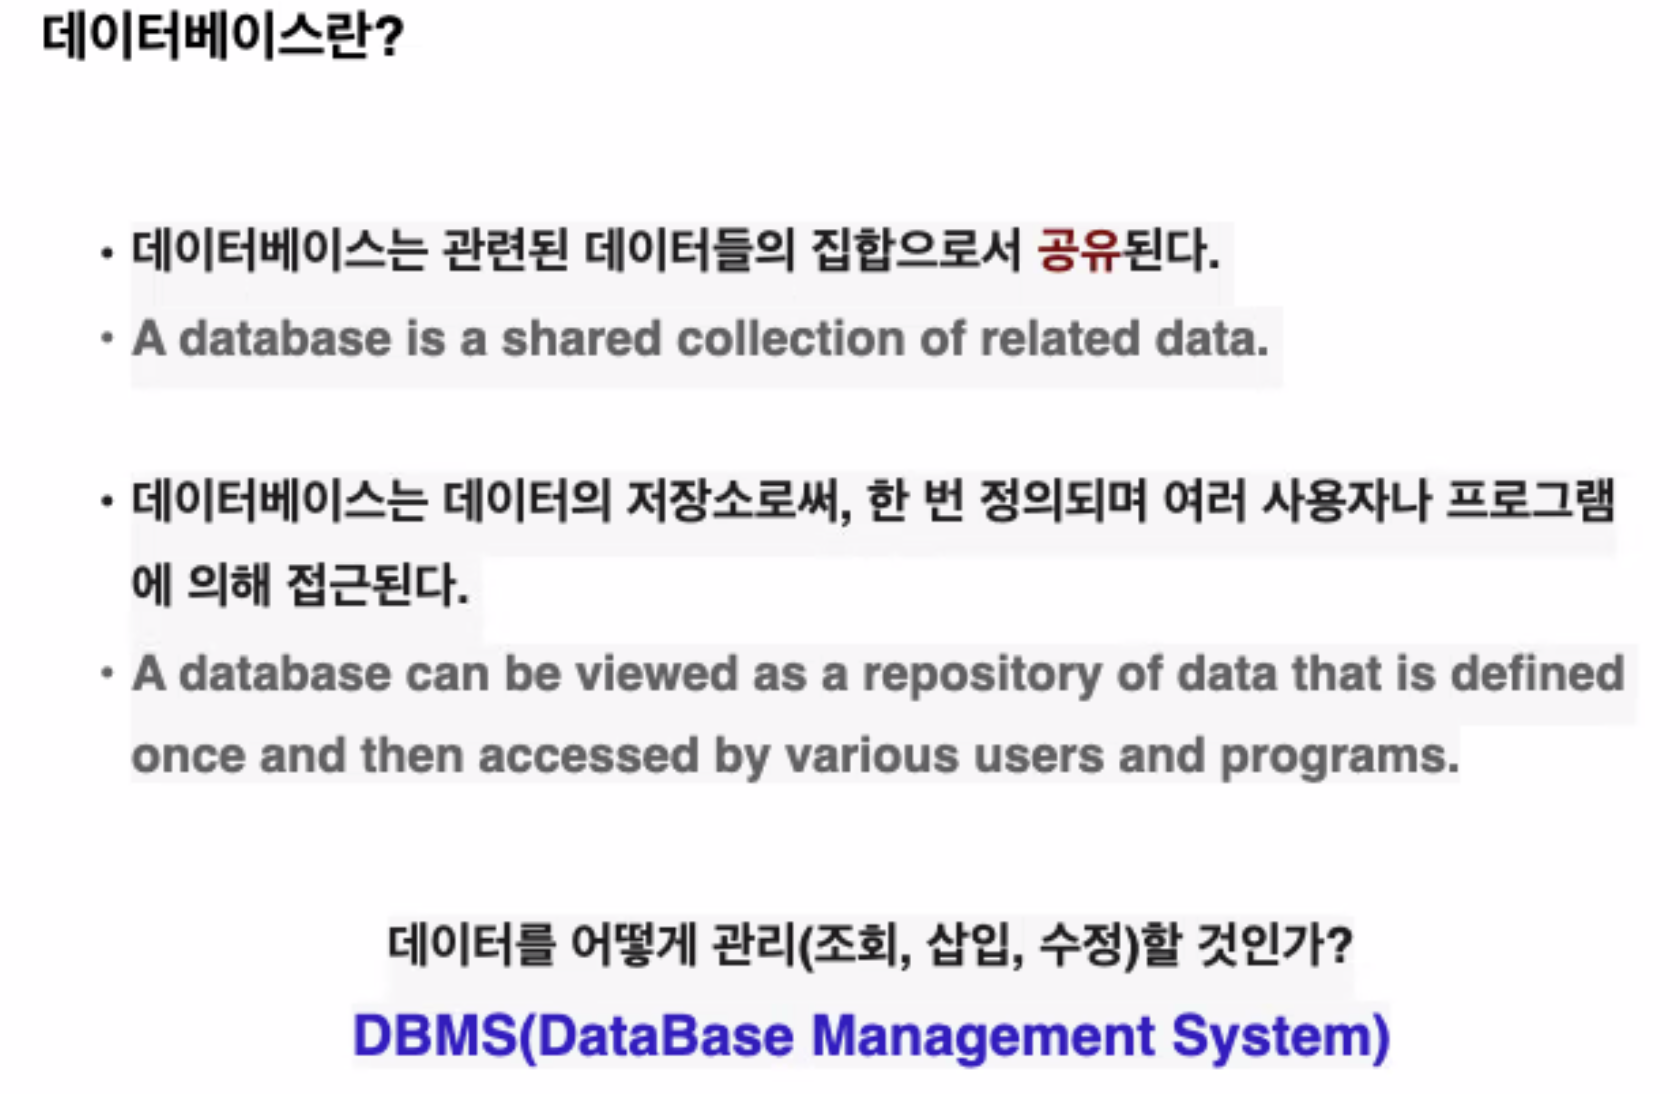 데이터베이스란?
• 데이터베이스는 관련된 데이터들의 집합으로서 공유된다.
• A database is a shared collection of related data.
• 데이터베이스는 데이터의 저장소로써, 한 번 정의되며 여러 사용자나 프로그램
에 의해 접근된다.
• A database can be viewed as a repository of data that is defined
once and then accessed by various users and programs.
데이터를 어떻게 관리(조회, 삽입, 수정)할 것인가?
DBMS(DataBase Management System)